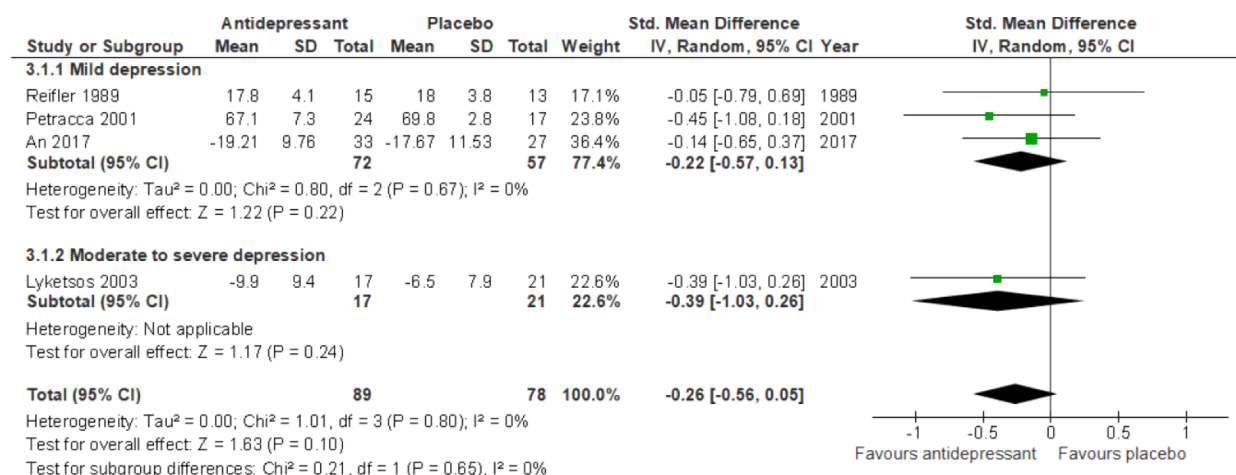 Antidepressant Placebo Std. Mean Difference Std. Mean Difference
Study or Subgroup Mean SD Total Mean SD Total Weight IV, Random, 95% CI Year IV, Random, 95% CI
3.1.1 Mild depression
Reifler 1989 17.8 4.1 15 18 3.8 13 17.1% -0.05 [-0.79, 0.69] 1989
Petracca 2001 67.1 7.3 24 69.8 2.8 17 23.8% -0.45 [-1.08, 0.18] 2001
An 2017 -19.21 9.76 33 -17.67 11.53 27 36.4% -0.14 [-0.65, 0.37] 2017
Subtotal (95% CI) 72 57 77.4% -0.22 [-0.57, 0.13]
Heterogeneity: Tau² = 0.00; Chi² = 0.80, df = 2 (P = 0.67); I² = 0%
Test for overall effect: Z = 1.22 (P = 0.22)
3.1.2 Moderate to severe depression
Lyketsos 2003 -9.9 9.4 17 -6.5 7.9 21 22.6% -0.39 [-1.03, 0.26] 2003
Subtotal (95% CI) 17 21 22.6% -0.39 [-1.03, 0.26]
Heterogeneity: Not applicable
Test for overall effect: Z = 1.17 (P = 0.24)
Total (95% CI) 89 78 100.0% -0.26 [-0.56, 0.05]
Heterogeneity: Tau² = 0.00; Chi² = 1.01, df = 3 (P = 0.80); I² = 0%
Test for overall effect: Z = 1.63 (P = 0.10)
Test for subgroup differences: Chi² = 0.21, df = 1 (P = 0.65), I² = 0%
-1 -0.5 0 0.5 1
Favours antidepressant Favours placebo